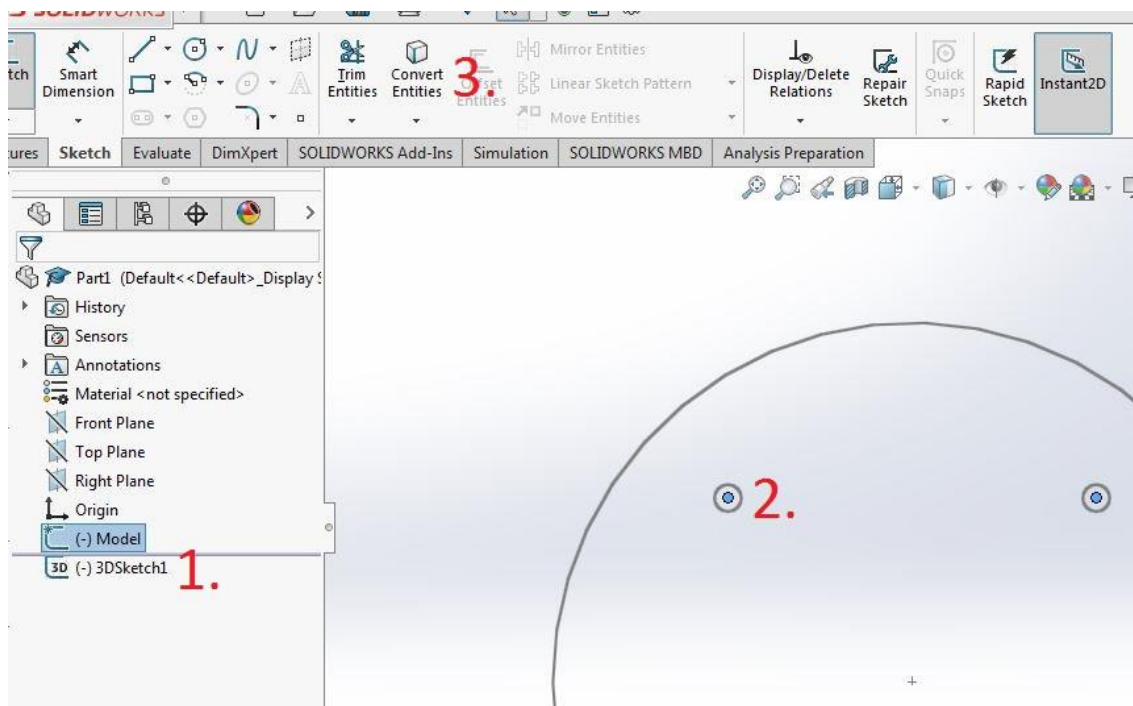 SOLIDWORKS
Smart Dimension
Trim Entities
Convert Entities
3.
Offset Entities
Mirror Entities
Linear Sketch Pattern
Move Entities
Display/Delete Relations
Repair Sketch
Quick Snaps
Rapid Sketch
Instant2D
Sketch Evaluate DimXpert SOLIDWORKS Add-Ins Simulation SOLIDWORKS MBD Analysis Preparation
Part1 (Default<<Default>_Display
History
Sensors
Annotations
Material <not specified>
Front Plane
Top Plane
Right Plane
Origin
(-) Model
3D (-) 3DSketch1
1.
2.